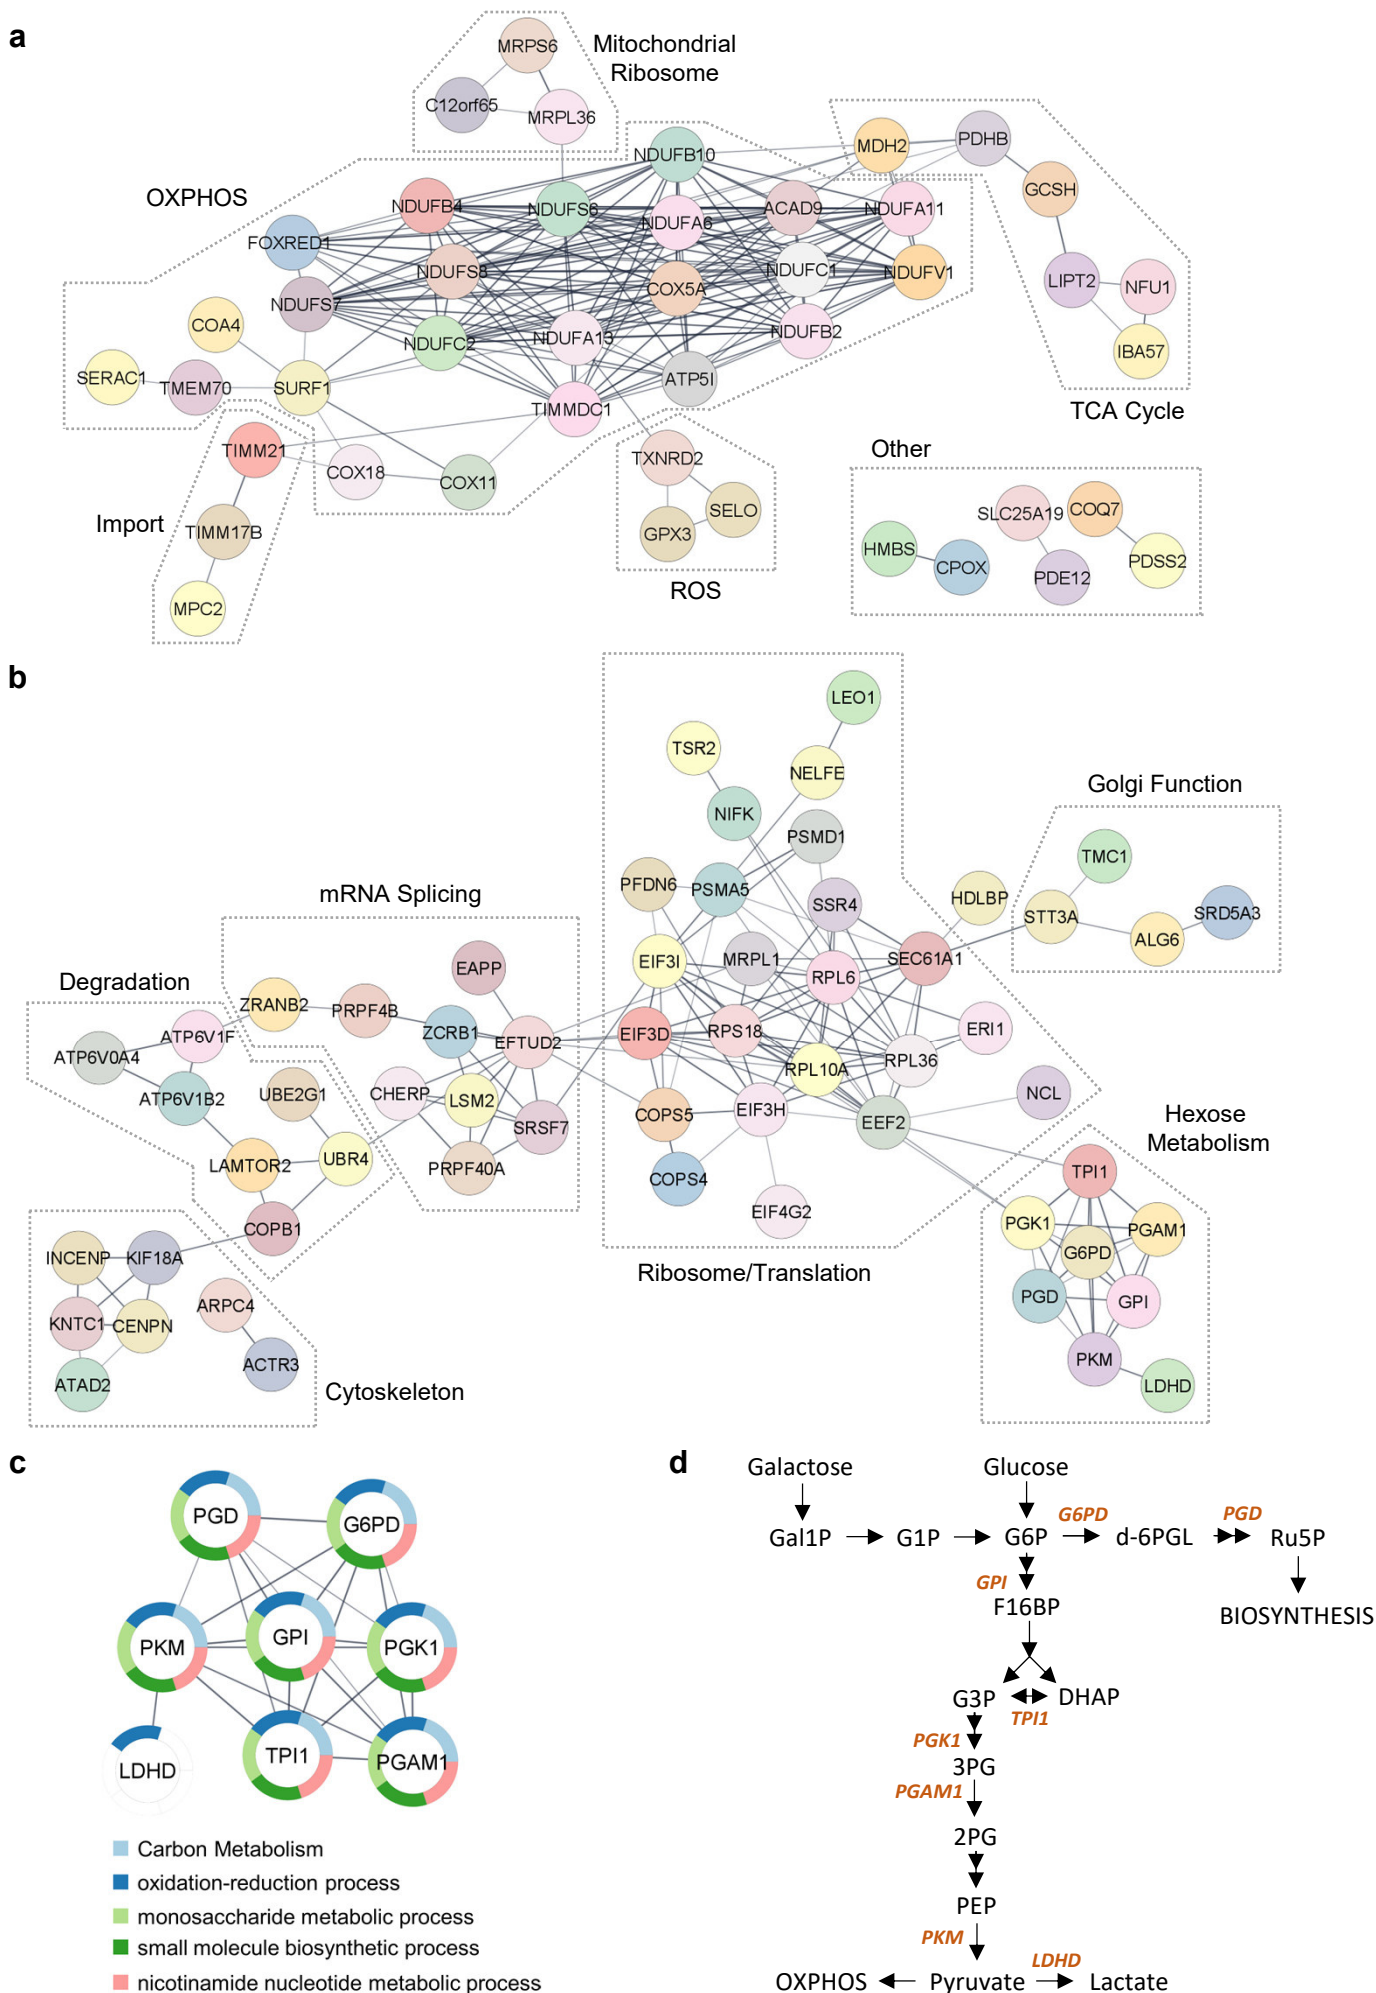 a
MRPS6
Mitochondrial
Ribosome
C12orf65
MRPL36
NDUFB10
MDH2
PDHB
GCSH
OXPHOS
NDUFB4
NDUFS6
NDUFA6
ACAD9
NDUFA11
FOXRED1
NDUFS8
COX5A
NDUFC1
NDUFV1
LIPT2
NFU1
NDUFS7
COA4
NDUFC2
NDUFA13
NDUFB2
IBA57
SERAC1
TMEM70
SURF1
ATP5I
TIMMDC1
TCA Cycle
TIMM21
COX18
COX11
TXNRD2
Other
Import
TIMM17B
SELO
GPX3
SLC25A19
COQ7
HMBS
CPOX
PDE12
PDSS2
MPC2
ROS
b
LEO1
TSR2
NELFE
NIFK
PSMD1
Golgi Function
TMC1
mRNA Splicing
PFDN6
PSMA5
SSR4
HDLBP
STT3A
SRD5A3
ALG6
EAPP
EIF3I
MRPL1
RPL6
SEC61A1
Degradation
ZRANB2
PRPF4B
ZCRB1
EFTUD2
EIF3D
RPS18
ERI1
ATP6V1F
ATP6V0A4
RPL10A
RPL36
ATP6V1B2
UBE2G1
CHERP
LSM2
SRSF7
COPS5
EIF3H
EEF2
NCL
LAMTOR2
UBR4
PRPF40A
COPS4
Hexose
Metabolism
TPI1
EIF4G2
COPB1
PGK1
PGAM1
INCENP
KIF18A
G6PD
Ribosome/Translation
ARPC4
PGD
GPI
KNTC1
CENPN
ACTR3
PKM
ATAD2
LDHD
Cytoskeleton
c
PGD
G6PD
PKM
GPI
PGK1
LDHD
TPI1
PGAM1
Carbon Metabolism
oxidation-reduction process
monosaccharide metabolic process
small molecule biosynthetic process
nicotinamide nucleotide metabolic process
d
Galactose
Glucose
G6PD
PGD
Gal1P
G1P
G6P
d-6PGL
Ru5P
GPI
F16BP
BIOSYNTHESIS
G3P
DHAP
TPI1
PGK1
3PG
PGAM1
2PG
PEP
PKM
LDHD
OXPHOS
Pyruvate
Lactate